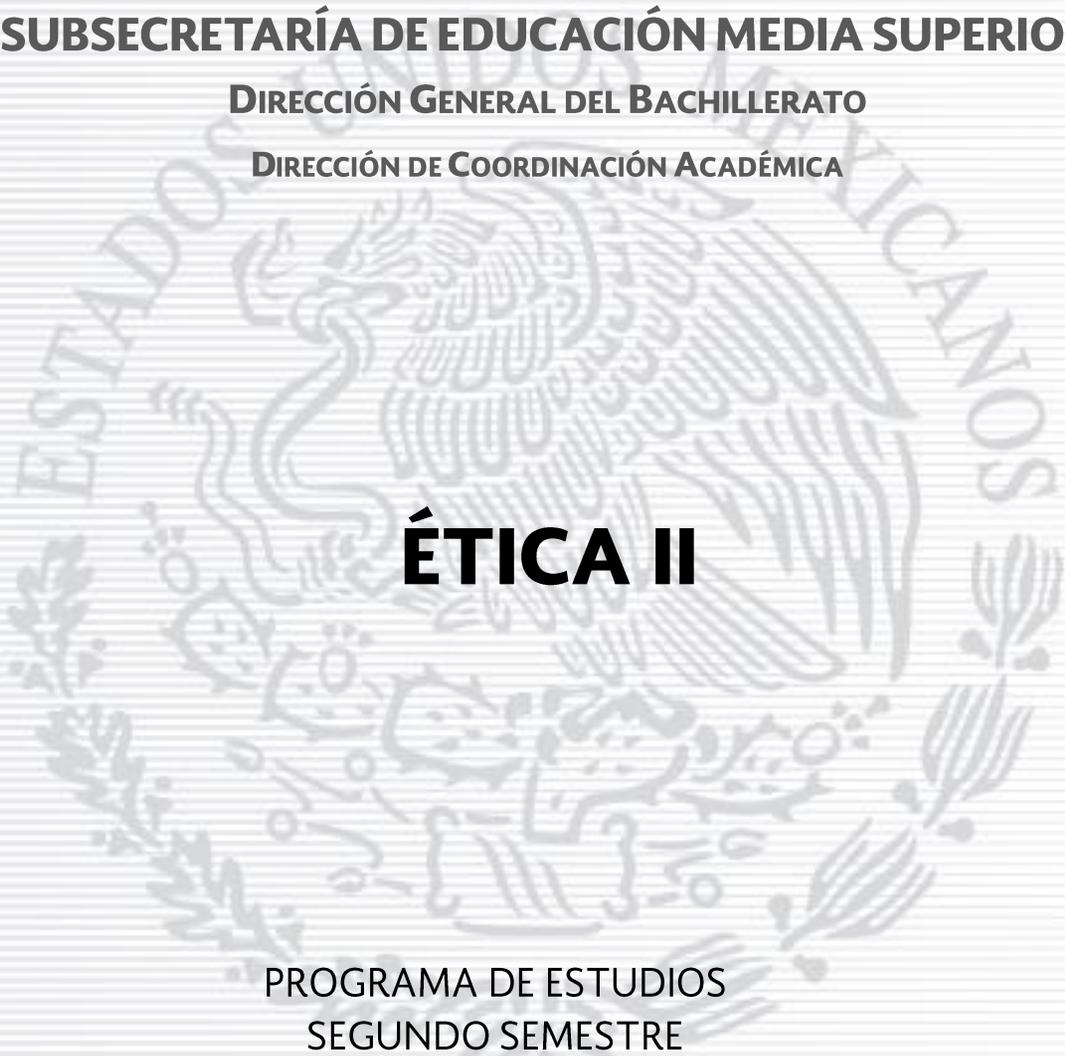 SUBSECRETARÍA DE EDUCACIÓN MEDIA SUPERIO
DIRECCIÓN GENERAL DEL BACHILLERATO
DIRECCIÓN DE COORDINACIÓN ACADÉMICA
ESTADOS UNIDOS MEXICANOS
ÉTICA II
PROGRAMA DE ESTUDIOS
SEGUNDO SEMESTRE